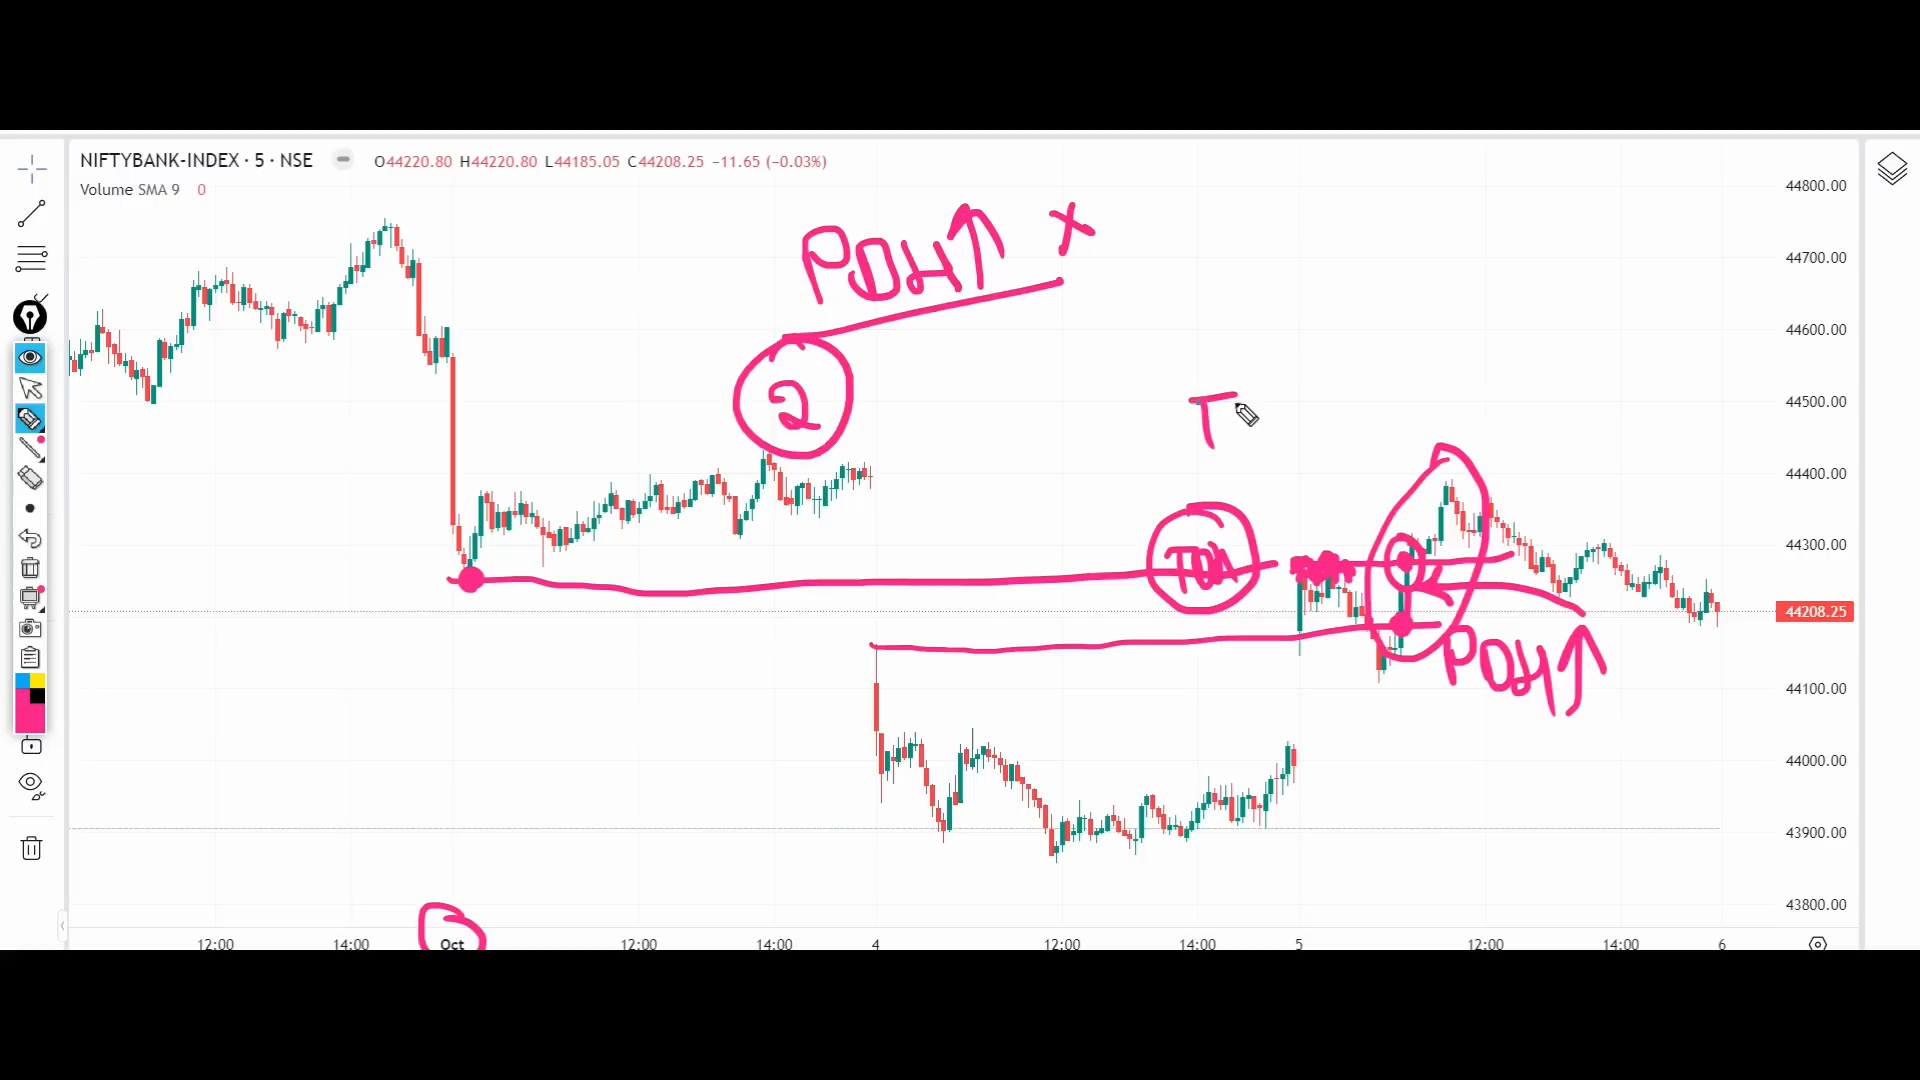 NIFTYBANK-INDEX · 5 · NSE O44220.80 H44220.80 L44185.05 C44208.25 −11.65 (−0.03%)
Volume SMA 9 0
PDH↑ x
2
T
PDH↑
44800.00
44700.00
44600.00
44500.00
44400.00
44300.00
44208.25
44100.00
44000.00
43900.00
43800.00
12:00 14:00 Oct 12:00 14:00 4 12:00 14:00 5 12:00 14:00 6